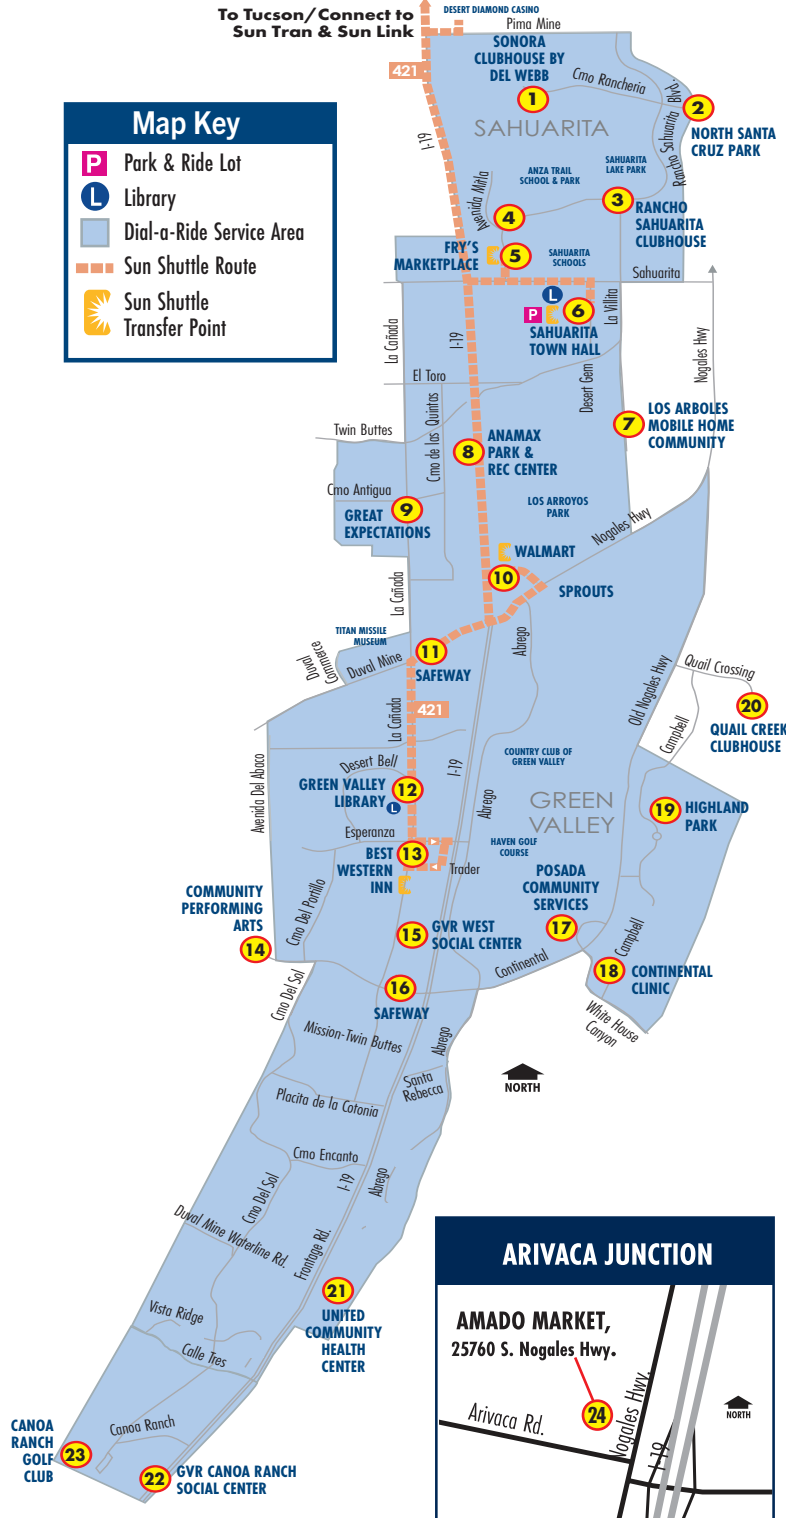 To Tucson/Connect to
Sun Tran & Sun Link
DESERT DIAMOND CASINO
Pima Mine
421
I-19
SONORA
CLUBHOUSE BY
DEL WEBB
1
Cmo Rancheria
Rancho Sahuarita Blvd.
2
NORTH SANTA
CRUZ PARK
SAHUARITA
Map Key
P Park & Ride Lot
L Library
Dial-a-Ride Service Area
Sun Shuttle Route
Sun Shuttle
Transfer Point
ANZA TRAIL
SCHOOL & PARK
SAHUARITA
LAKE PARK
Avenida Mitla
4
3
RANCHO
SAHUARITA
CLUBHOUSE
FRY'S
MARKETPLACE
5
SAHUARITA
SCHOOLS
Sahuarita
L
P
6
SAHUARITA
TOWN HALL
La Villita
La Cañada
I-19
Nogales Hwy
El Toro
Desert Gem
Cmo de las Quintas
7
LOS ARBOLES
MOBILE HOME
COMMUNITY
Twin Buttes
8
ANAMAX
PARK &
REC CENTER
Cmo Antigua
9
GREAT
EXPECTATIONS
LOS ARROYOS
PARK
Nogales Hwy
WALMART
10
SPROUTS
La Cañada
TITAN MISSILE
MUSEUM
Duval
Commerce
Duval Mine
11
SAFEWAY
Abrego
Old Nogales Hwy
Quail Crossing
20
QUAIL CREEK
CLUBHOUSE
Campbell
La Cañada
421
I-19
Avenida Del Abaco
Desert Bell
COUNTRY CLUB OF
GREEN VALLEY
GREEN VALLEY
LIBRARY
L
12
Abrego
GREEN
VALLEY
19
HIGHLAND
PARK
Esperanza
HAVEN GOLF
COURSE
13
BEST
WESTERN
INN
Trader
POSADA
COMMUNITY
SERVICES
COMMUNITY
PERFORMING
ARTS
14
Cmo Del Portillo
15
GVR WEST
SOCIAL CENTER
17
Campbell
Continental
18
CONTINENTAL
CLINIC
16
SAFEWAY
White House
Canyon
Cmo Del Sol
Mission-Twin Buttes
Abrego
Santa
Rebecca
NORTH
Placita de la Cotonia
Cmo Encanto
I-19
Abrego
Cmo Del Sol
Duval Mine Waterline Rd.
Frontage Rd.
21
UNITED
COMMUNITY
HEALTH
CENTER
Vista Ridge
Calle Tres
Canoa Ranch
CANOA
RANCH
GOLF
CLUB
23
22
GVR CANOA RANCH
SOCIAL CENTER
ARIVACA JUNCTION
AMADO MARKET,
25760 S. Nogales Hwy.
24
Arivaca Rd.
Nogales Hwy.
I-19
NORTH